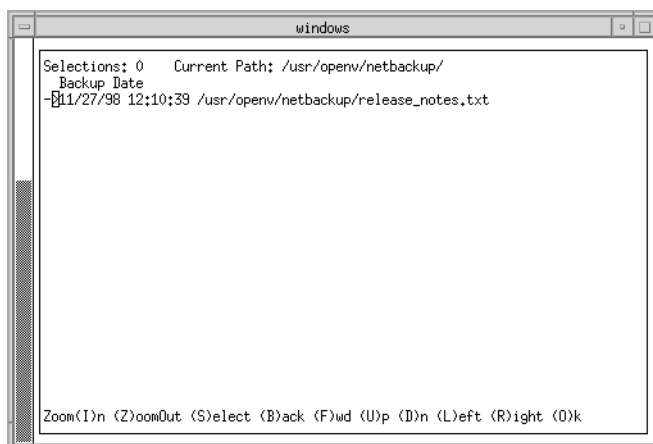 windows
Selections: 0 Current Path: /usr/openv/netbackup/
Backup Date
->11/27/98 12:10:39 /usr/openv/netbackup/release_notes.txt
Zoom(I)n (Z)oomOut (S)elect (B)ack (F)wd (U)p (D)n (L)eft (R)ight (O)k